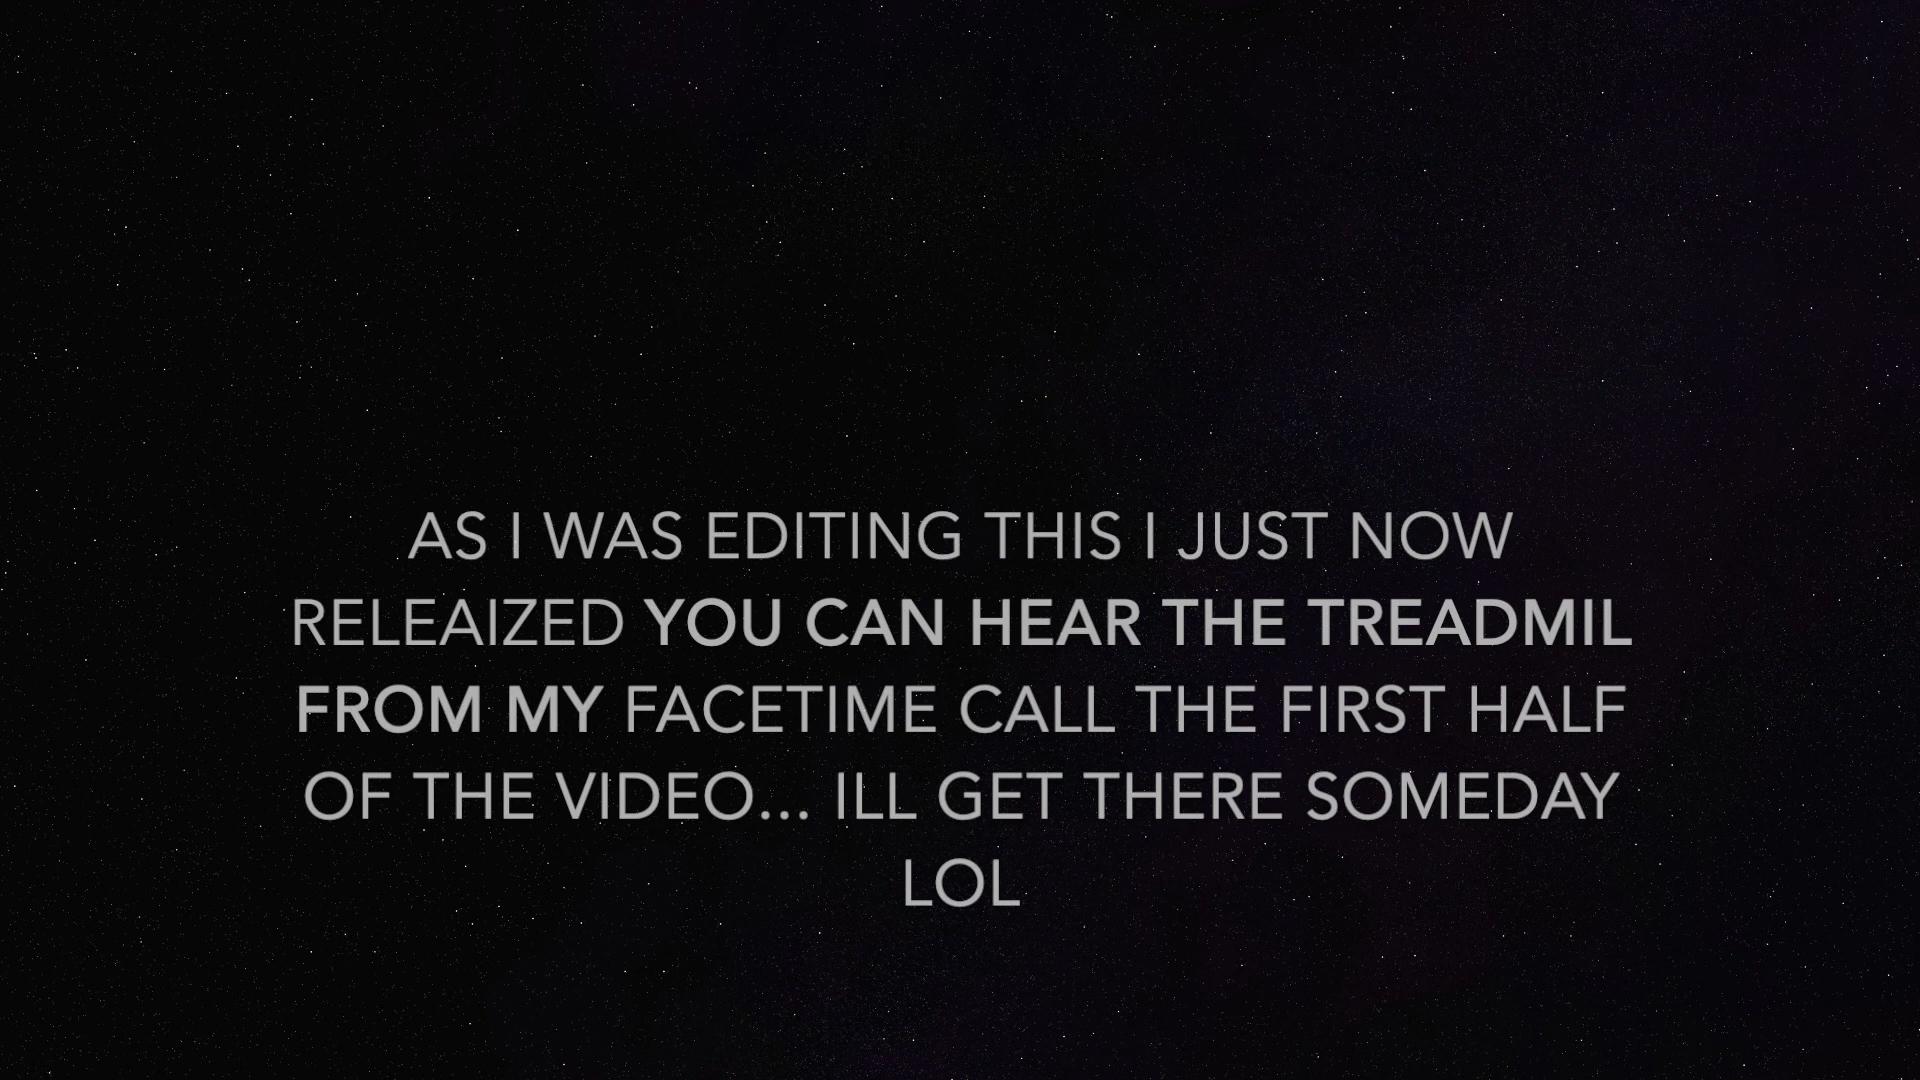 AS I WAS EDITING THIS I JUST NOW
RELEAIZED YOU CAN HEAR THE TREADMIL
FROM MY FACETIME CALL THE FIRST HALF
OF THE VIDEO... ILL GET THERE SOMEDAY
LOL